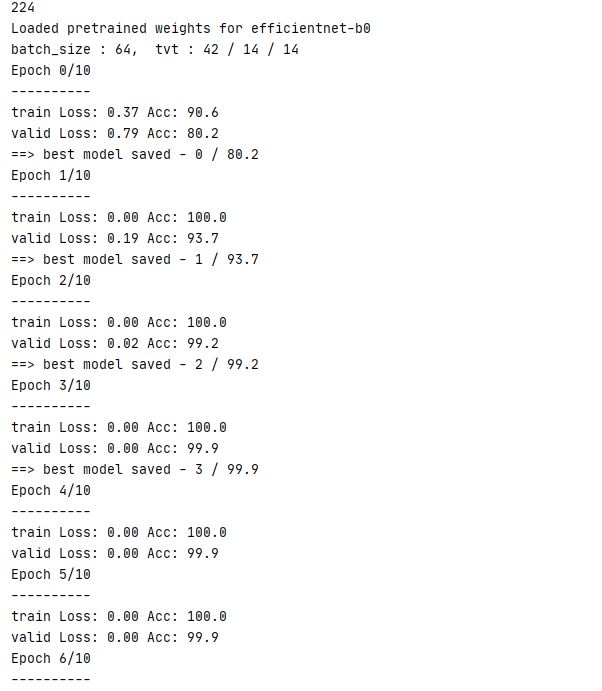 224
Loaded pretrained weights for efficientnet-b0
batch_size : 64,  tvt : 42 / 14 / 14
Epoch 0/10
----------
train Loss: 0.37 Acc: 90.6
valid Loss: 0.79 Acc: 80.2
==> best model saved - 0 / 80.2
Epoch 1/10
----------
train Loss: 0.00 Acc: 100.0
valid Loss: 0.19 Acc: 93.7
==> best model saved - 1 / 93.7
Epoch 2/10
----------
train Loss: 0.00 Acc: 100.0
valid Loss: 0.02 Acc: 99.2
==> best model saved - 2 / 99.2
Epoch 3/10
----------
train Loss: 0.00 Acc: 100.0
valid Loss: 0.00 Acc: 99.9
==> best model saved - 3 / 99.9
Epoch 4/10
----------
train Loss: 0.00 Acc: 100.0
valid Loss: 0.00 Acc: 99.9
Epoch 5/10
----------
train Loss: 0.00 Acc: 100.0
valid Loss: 0.00 Acc: 99.9
Epoch 6/10
----------